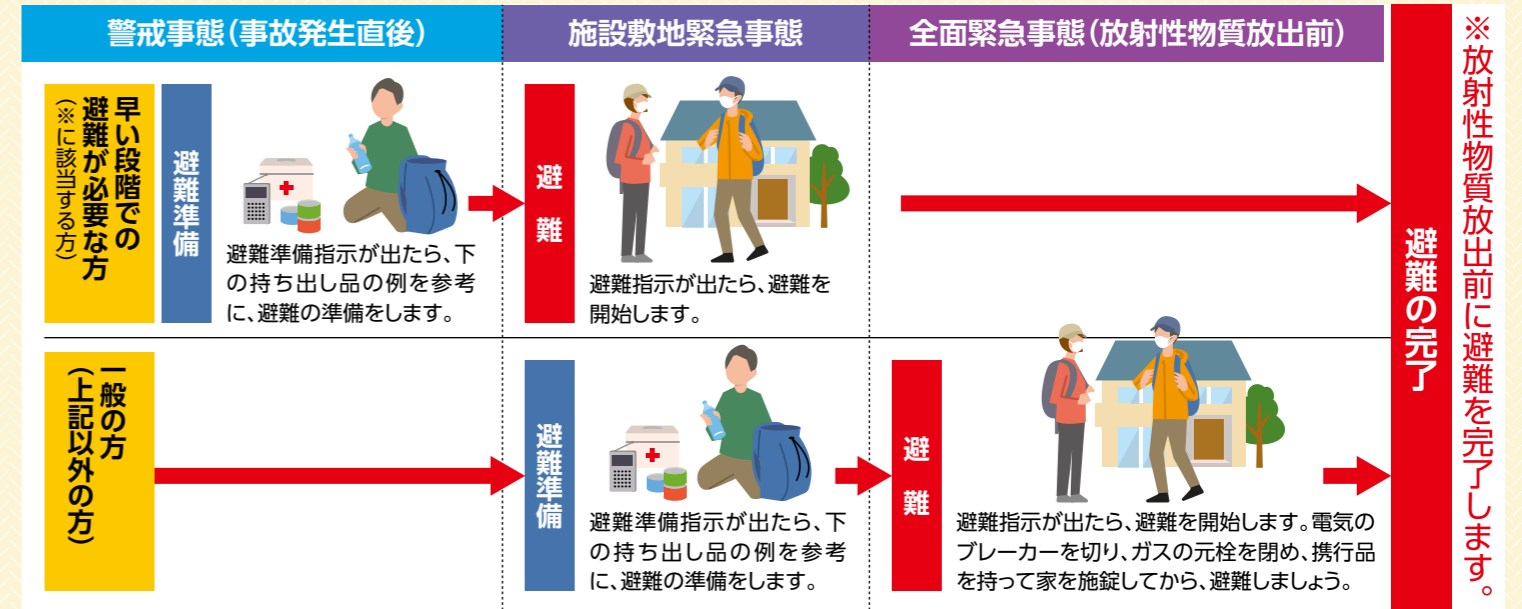 警戒事態(事故発生直後)
施設敷地緊急事態
全面緊急事態(放射性物質放出前)
早い段階での
避難が必要な方
(※に該当する方)
避難準備
避難準備指示が出たら、下
の持ち出し品の例を参考
に、避難の準備をします。
避難
避難指示が出たら、避難を
開始します。
一般の方
(上記以外の方)
避難準備
避難準備指示が出たら、下
の持ち出し品の例を参考
に、避難の準備をします。
避難
避難指示が出たら、避難を開始します。電気の
ブレーカーを切り、ガスの元栓を閉め、携行品
を持って家を施錠してから、避難しましょう。
避難の完了
※放射性物質放出前に避難を完了します。